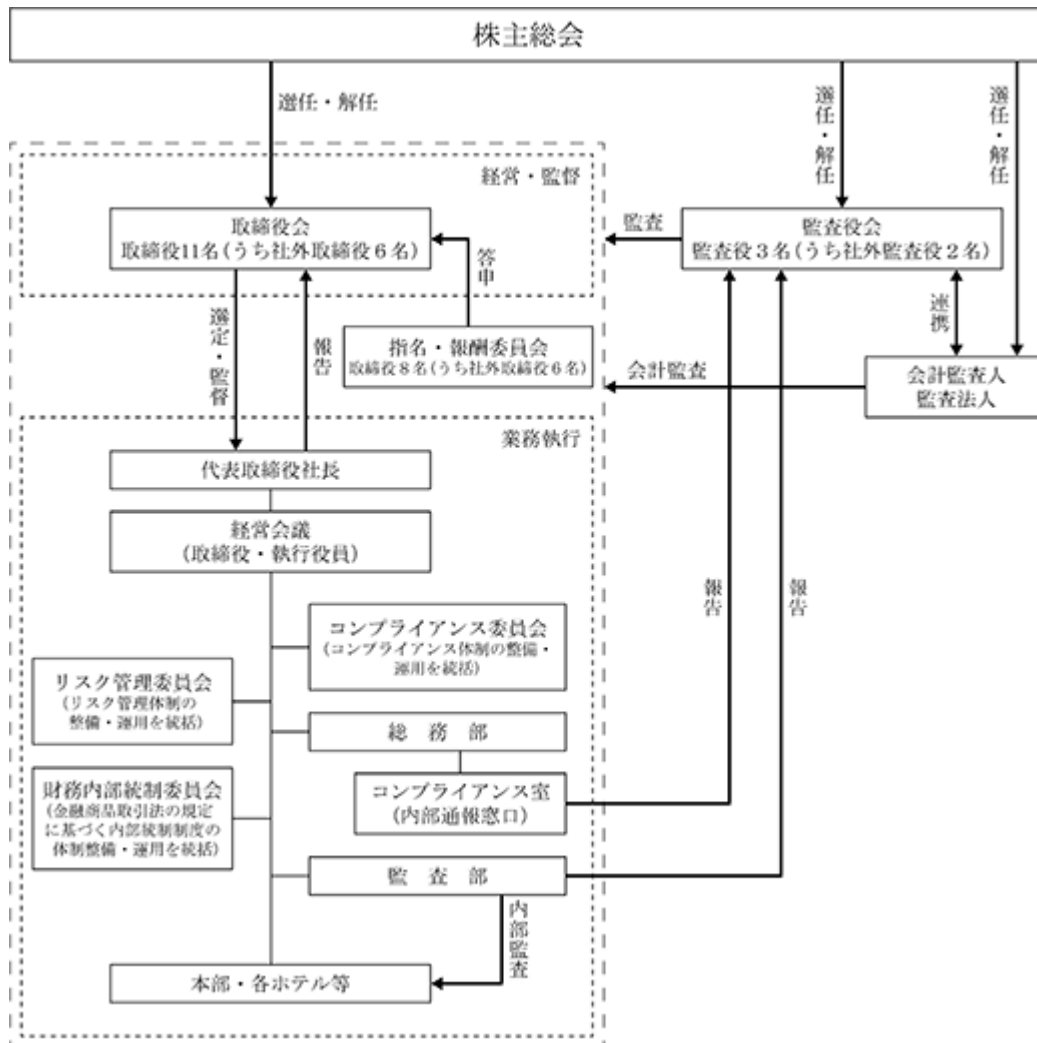 株主総会
選任・解任
選任・解任
選任・解任
経営・監督
取締役会
取締役11名(うち社外取締役6名)
監査
監査役会
監査役3名(うち社外監査役2名)
答申
連携
選定・監督
報告
指名・報酬委員会
取締役8名(うち社外取締役6名)
会計監査
会計監査人
監査法人
業務執行
代表取締役社長
経営会議
(取締役・執行役員)
報告
報告
コンプライアンス委員会
(コンプライアンス体制の整備・
運用を統括)
リスク管理委員会
(リスク管理体制の
整備・運用を統括)
総務部
財務内部統制委員会
(金融商品取引法の規定
に基づく内部統制制度の
体制整備・運用を統括)
コンプライアンス室
(内部通報窓口)
監査部
内部監査
本部・各ホテル等